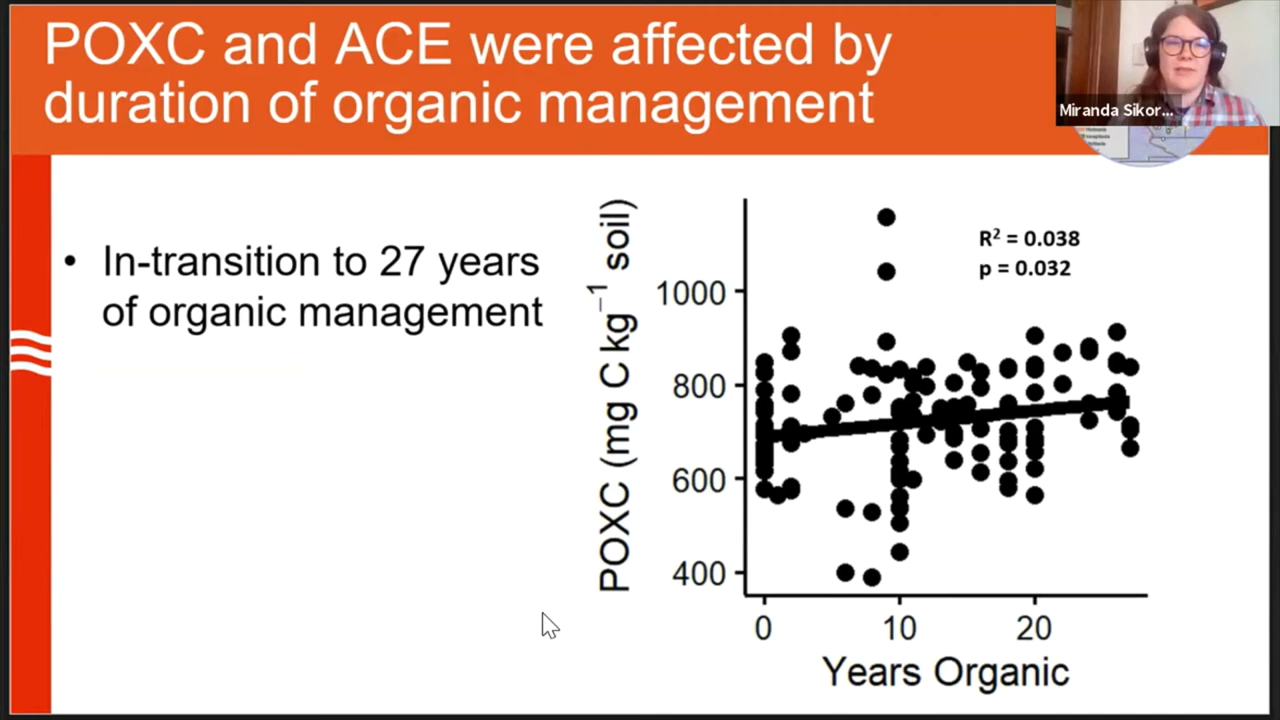 POXC and ACE were affected by
duration of organic management
Miranda Sikor...
• In-transition to 27 years
of organic management
POXC (mg C kg⁻¹ soil)
R² = 0.038
p = 0.032
1000
800
600
400
0 10 20
Years Organic